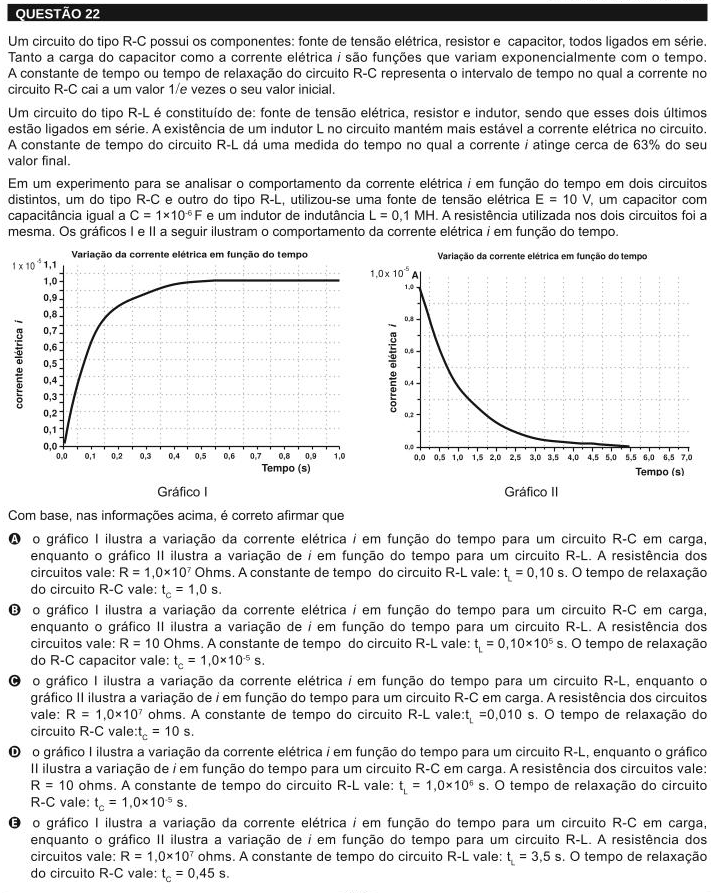 QUESTÃO 22
Um circuito do tipo R-C possui os componentes: fonte de tensão elétrica, resistor e capacitor, todos ligados em série.
Tanto a carga do capacitor como a corrente elétrica i são funções que variam exponencialmente com o tempo.
A constante de tempo ou tempo de relaxação do circuito R-C representa o intervalo de tempo no qual a corrente no
circuito R-C cai a um valor 1/e vezes o seu valor inicial.
Um circuito do tipo R-L é constituído de: fonte de tensão elétrica, resistor e indutor, sendo que esses dois últimos
estão ligados em série. A existência de um indutor L no circuito mantém mais estável a corrente elétrica no circuito.
A constante de tempo do circuito R-L dá uma medida do tempo no qual a corrente i atinge cerca de 63% do seu
valor final.
Em um experimento para se analisar o comportamento da corrente elétrica i em função do tempo em dois circuitos
distintos, um do tipo R-C e outro do tipo R-L, utilizou-se uma fonte de tensão elétrica E = 10 V, um capacitor com
capacitância igual a C = 1×10⁻⁶ F e um indutor de indutância L = 0,1 MH. A resistência utilizada nos dois circuitos foi a
mesma. Os gráficos I e II a seguir ilustram o comportamento da corrente elétrica i em função do tempo.
Variação da corrente elétrica em função do tempo
1 x 10⁻⁵
1,1
1,0
0,9
0,8
0,7
0,6
0,5
0,4
0,3
0,2
0,1
0,0
corrente elétrica i
0,0 0,1 0,2 0,3 0,4 0,5 0,6 0,7 0,8 0,9 1,0
Tempo (s)
Gráfico I
Variação da corrente elétrica em função do tempo
1,0 x 10⁻⁵ A
1,0
0,8
0,6
0,4
0,2
0,0
corrente elétrica i
0,0 0,5 1,0 1,5 2,0 2,5 3,0 3,5 4,0 4,5 5,0 5,5 6,0 6,5 7,0
Tempo (s)
Gráfico II
Com base, nas informações acima, é correto afirmar que
A o gráfico I ilustra a variação da corrente elétrica i em função do tempo para um circuito R-C em carga,
enquanto o gráfico II ilustra a variação de i em função do tempo para um circuito R-L. A resistência dos
circuitos vale: R = 1,0×10⁷ Ohms. A constante de tempo do circuito R-L vale: t_L = 0,10 s. O tempo de relaxação
do circuito R-C vale: t_C = 1,0 s.
B o gráfico I ilustra a variação da corrente elétrica i em função do tempo para um circuito R-C em carga,
enquanto o gráfico II ilustra a variação de i em função do tempo para um circuito R-L. A resistência dos
circuitos vale: R = 10 Ohms. A constante de tempo do circuito R-L vale: t_L = 0,10×10⁵ s. O tempo de relaxação
do R-C capacitor vale: t_C = 1,0×10⁻⁵ s.
C o gráfico I ilustra a variação da corrente elétrica i em função do tempo para um circuito R-L, enquanto o
gráfico II ilustra a variação de i em função do tempo para um circuito R-C em carga. A resistência dos circuitos
vale: R = 1,0×10⁷ ohms. A constante de tempo do circuito R-L vale:t_L =0,010 s. O tempo de relaxação do
circuito R-C vale:t_C = 10 s.
D o gráfico I ilustra a variação da corrente elétrica i em função do tempo para um circuito R-L, enquanto o gráfico
II ilustra a variação de i em função do tempo para um circuito R-C em carga. A resistência dos circuitos vale:
R = 10 ohms. A constante de tempo do circuito R-L vale: t_L = 1,0×10⁶ s. O tempo de relaxação do circuito
R-C vale: t_C = 1,0×10⁻⁵ s.
E o gráfico I ilustra a variação da corrente elétrica i em função do tempo para um circuito R-C em carga,
enquanto o gráfico II ilustra a variação de i em função do tempo para um circuito R-L. A resistência dos
circuitos vale: R = 1,0×10⁷ ohms. A constante de tempo do circuito R-L vale: t_L = 3,5 s. O tempo de relaxação
do circuito R-C vale: t_C = 0,45 s.